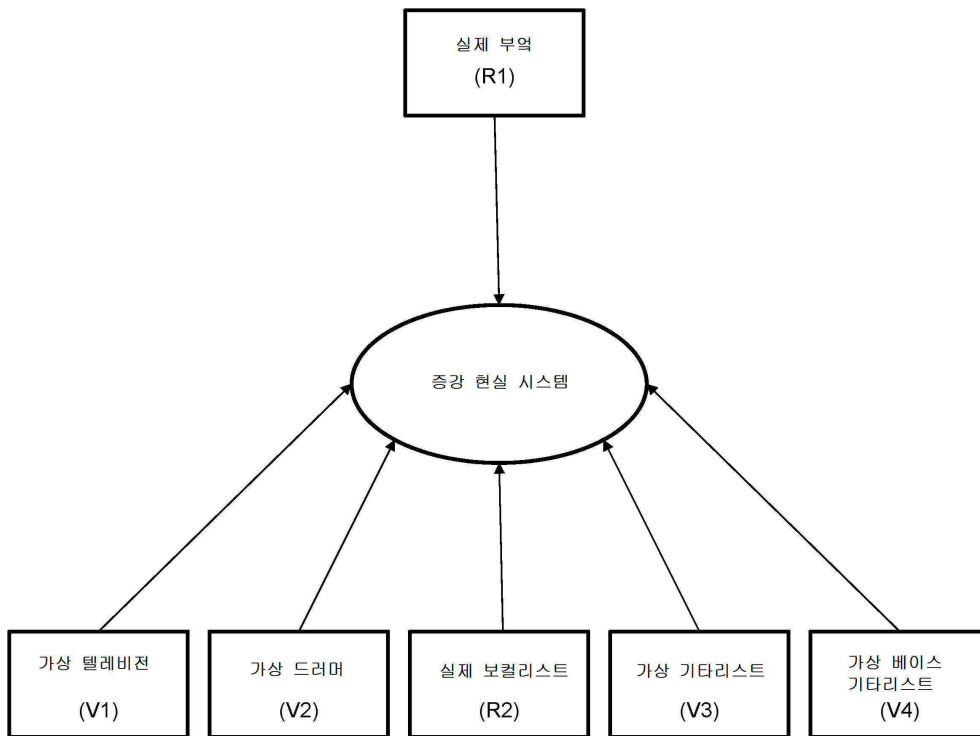 실제 부엌
(R1)
증강 현실 시스템
가상 텔레비전
(V1)
가상 드러머
(V2)
실제 보컬리스트
(R2)
가상 기타리스트
(V3)
가상 베이스
기타리스트
(V4)